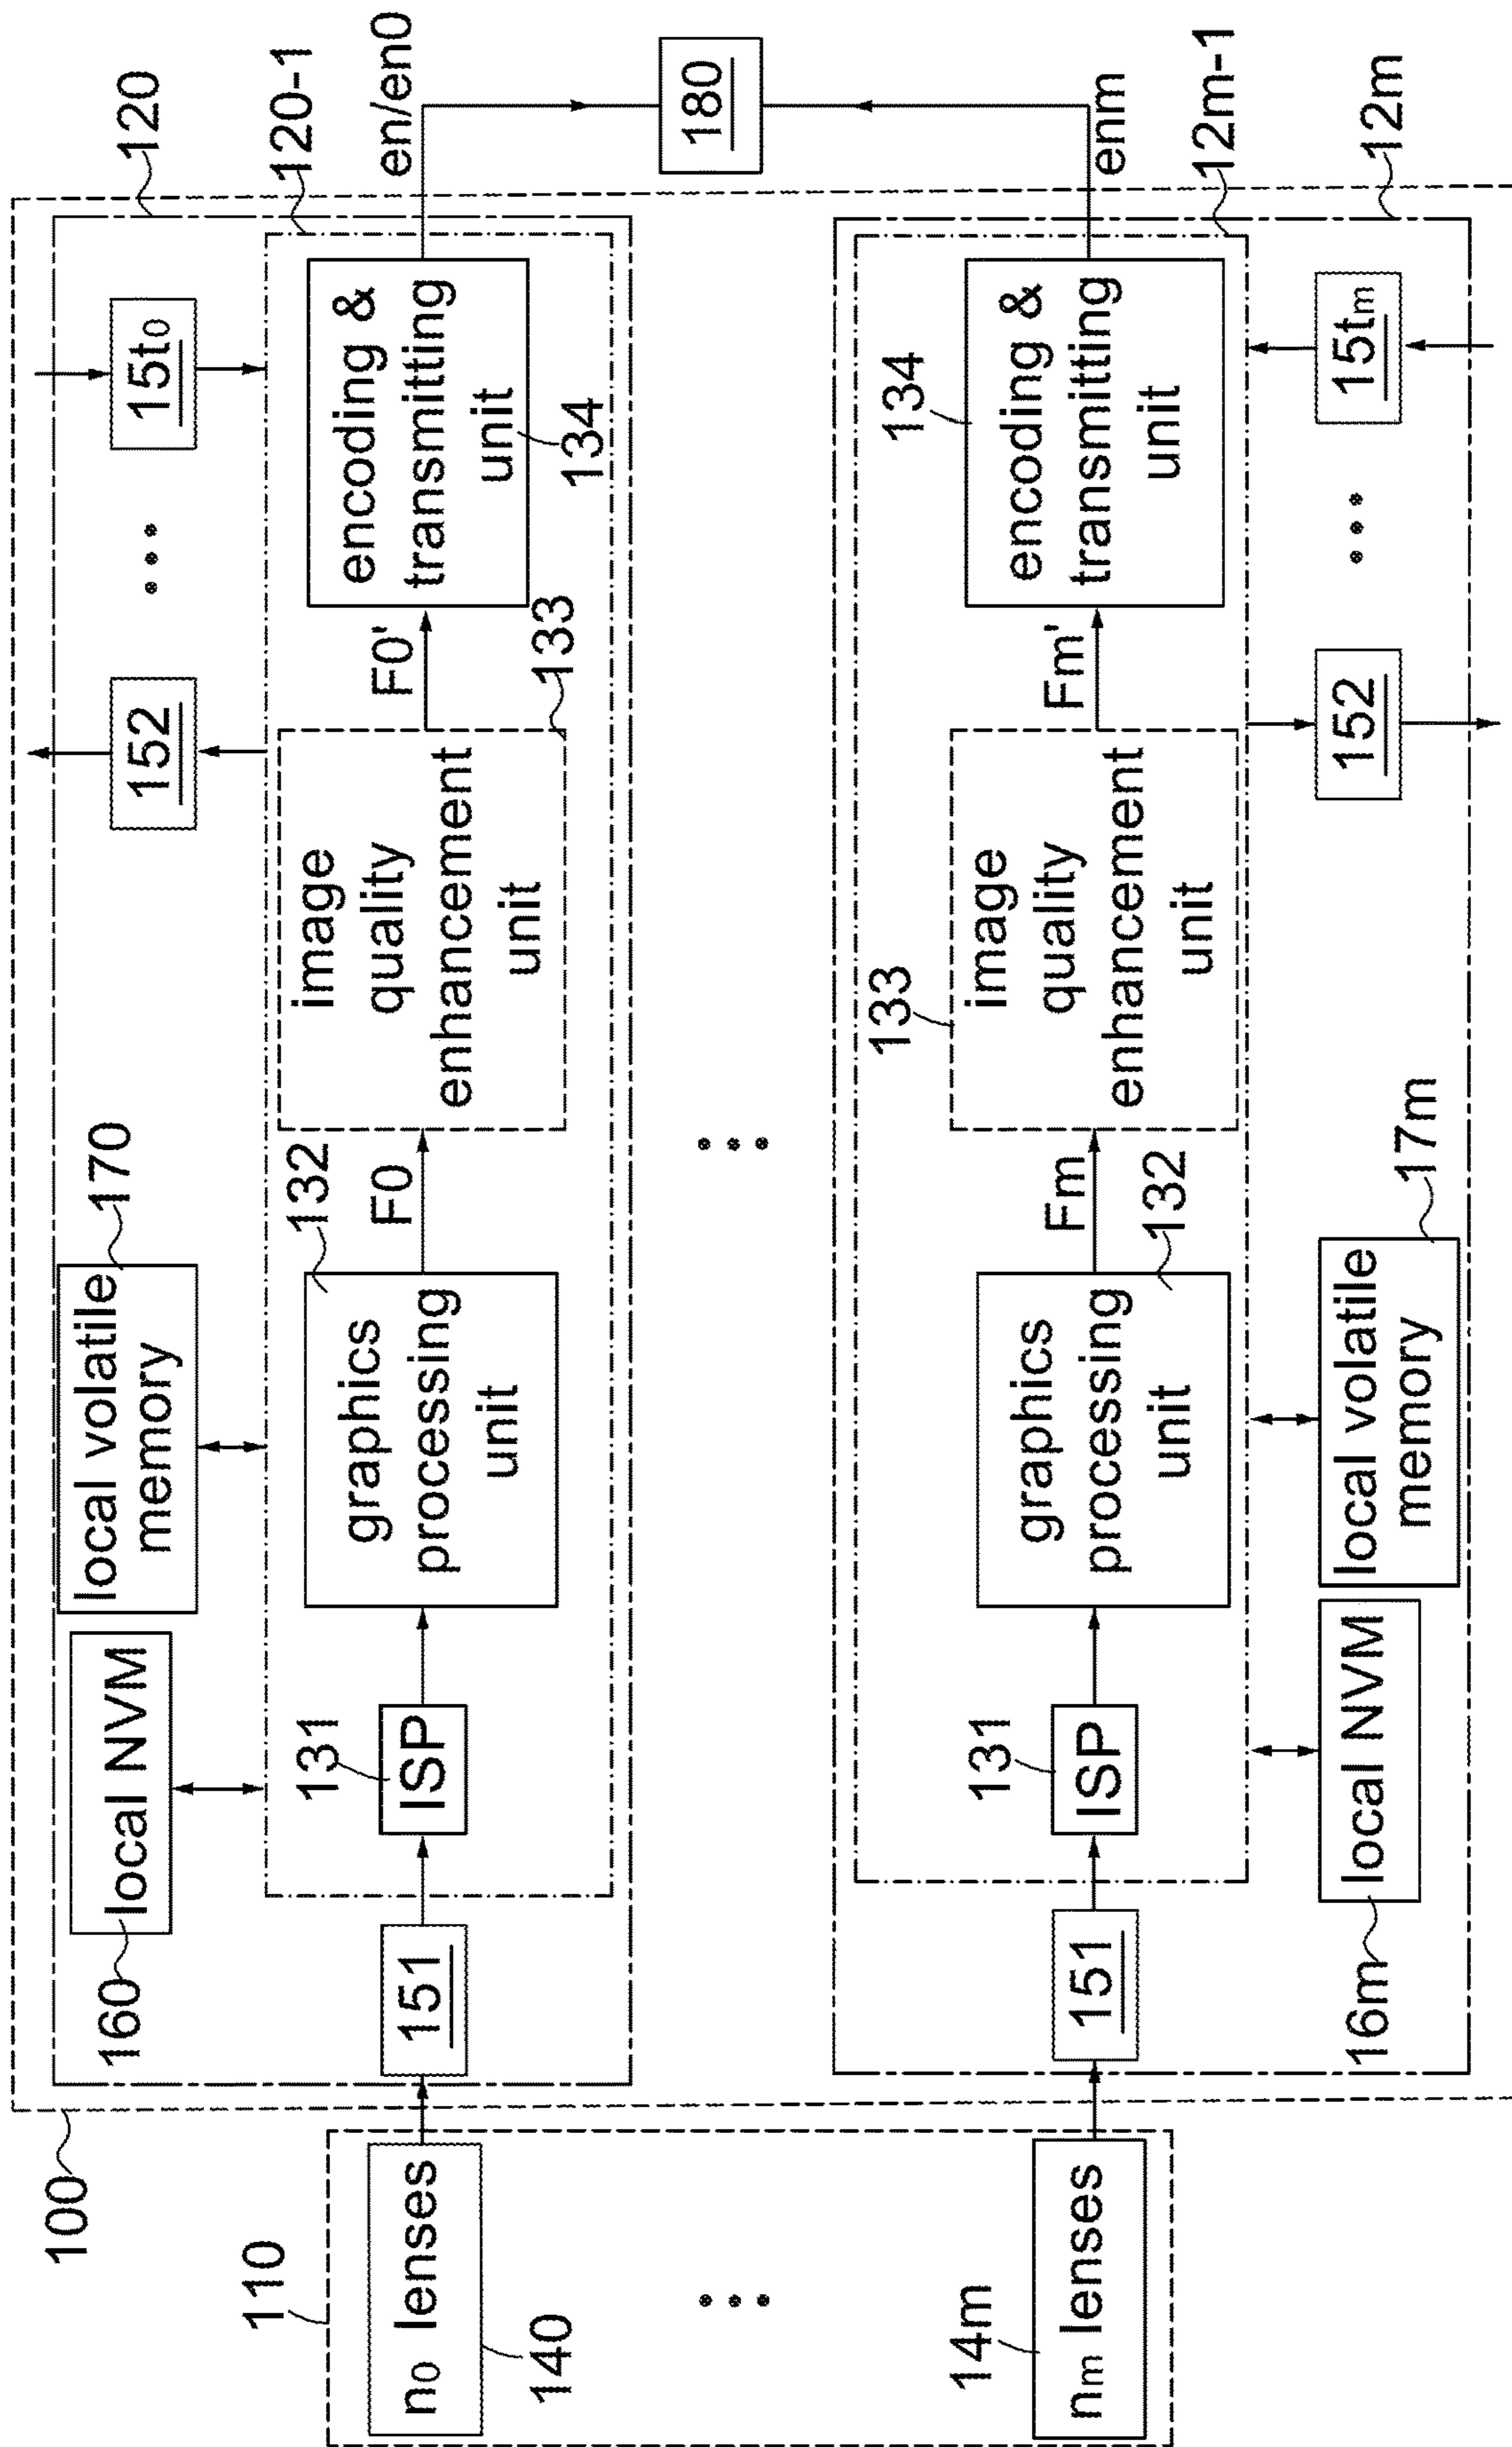 100
110
n0 lenses
140
14m
nm lenses
120
120-1
160
local NVM
170
local volatile
memory
152
15t0
151
131
ISP
132
graphics
processing
unit
F0
image
quality
enhancement
unit
133
F0'
encoding &
transmitting
unit
134
en/en0
180
enm
151
131
ISP
graphics
processing
unit
132
Fm
133
image
quality
enhancement
unit
Fm'
134
encoding &
transmitting
unit
12m-1
12m
16m
local NVM
local volatile
memory
17m
152
15tm